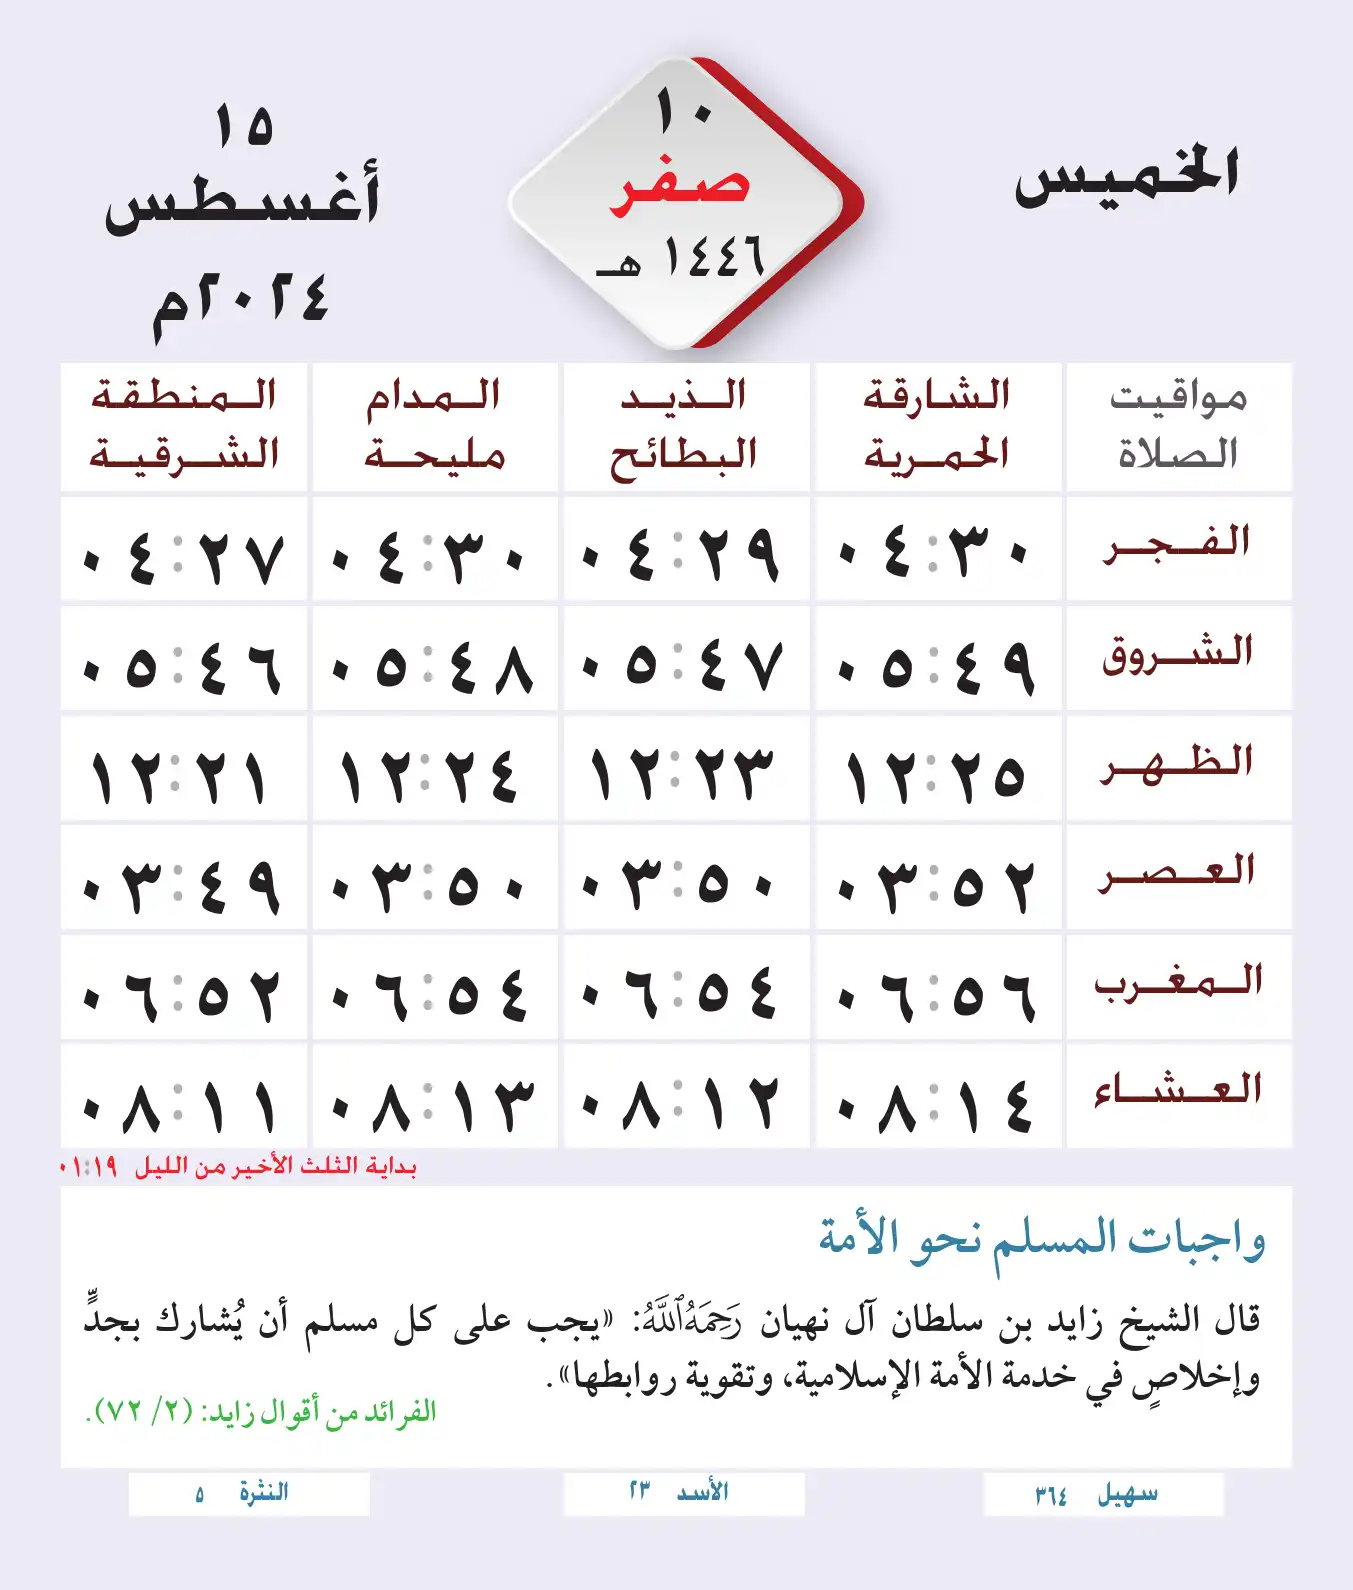 الخميس
١٠
صفر
١٤٤٦ هـ
١٥
أغسطس
٢٠٢٤م
مواقيت الصلاة
الشارقة الحمرية
الذيد البطائح
المدام مليحة
المنطقة الشرقية
الفجر ٠٤:٣٠ ٠٤:٢٩ ٠٤:٣٠ ٠٤:٢٧
الشروق ٠٥:٤٩ ٠٥:٤٧ ٠٥:٤٨ ٠٥:٤٦
الظهر ١٢:٢٥ ١٢:٢٣ ١٢:٢٤ ١٢:٢١
العصر ٠٣:٥٢ ٠٣:٥٠ ٠٣:٥٠ ٠٣:٤٩
المغرب ٠٦:٥٦ ٠٦:٥٤ ٠٦:٥٤ ٠٦:٥٢
العشاء ٠٨:١٤ ٠٨:١٢ ٠٨:١٣ ٠٨:١١
بداية الثلث الأخير من الليل ٠١:١٩
واجبات المسلم نحو الأمة
قال الشيخ زايد بن سلطان آل نهيان رَحِمَهُ ٱللَّهُ: «يجب على كل مسلم أن يُشارك بجدٍّ
وإخلاصٍ في خدمة الأمة الإسلامية، وتقوية روابطها».
الفرائد من أقوال زايد: (٢/ ٧٢).
سهيل ٣٦٤
الأسد ٢٣
النثرة ٥